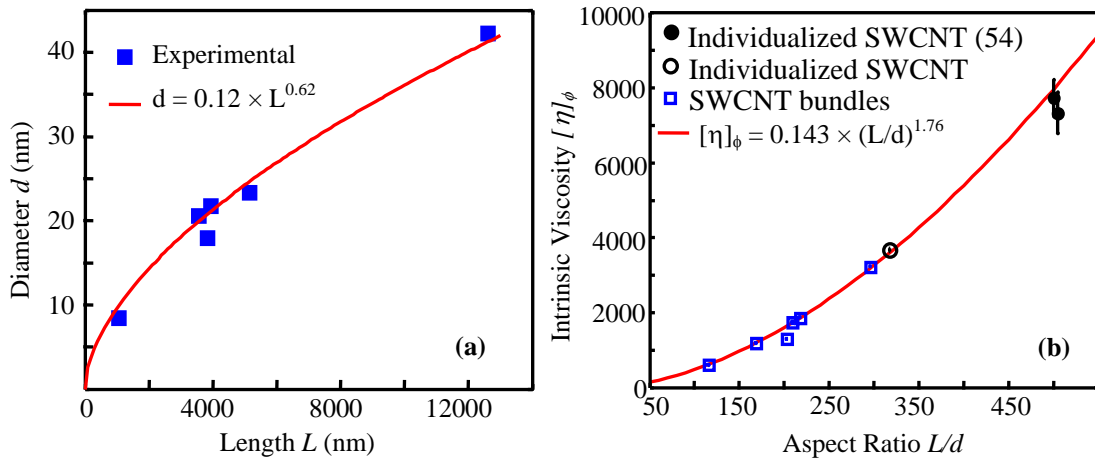 40
30
20
10
0
4000
8000
12000
Diameter d (nm)
Length L (nm)
Experimental
d = 0.12 × L^0.62
(a)
10000
8000
6000
4000
2000
0
50
150
250
350
450
Intrinsic Viscosity [η]ϕ
Aspect Ratio L/d
Individualized SWCNT (54)
Individualized SWCNT
SWCNT bundles
[η]ϕ = 0.143 × (L/d)^1.76
(b)